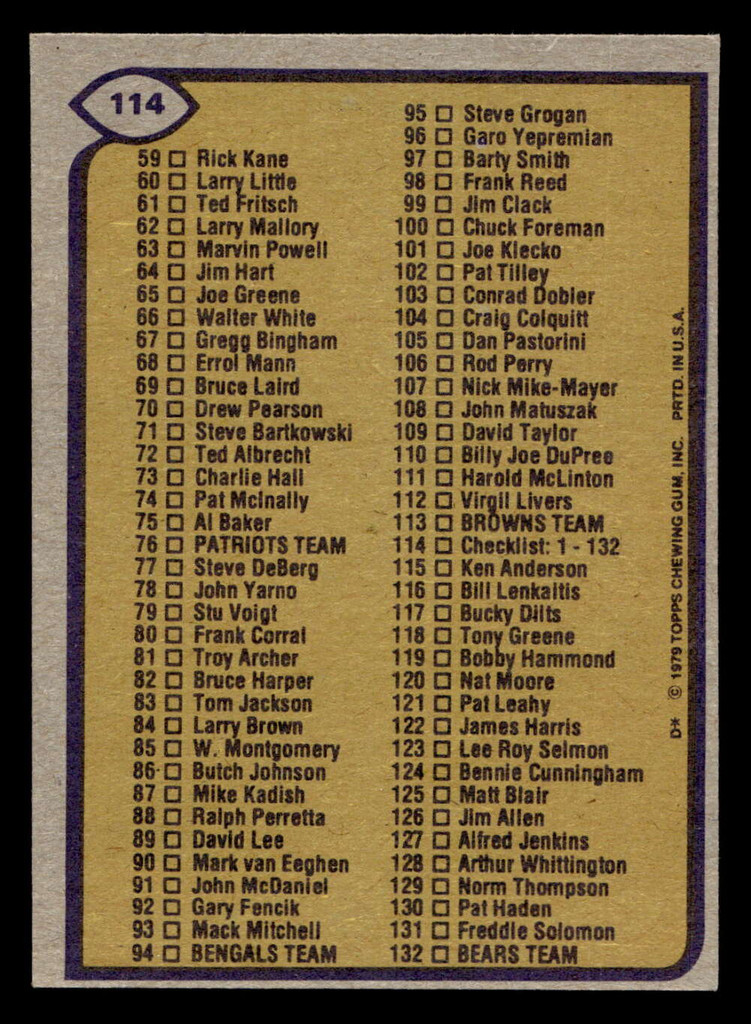 114
59 □ Rick Kane
60 □ Larry Little
61 □ Ted Fritsch
62 □ Larry Mallory
63 □ Marvin Powell
64 □ Jim Hart
65 □ Joe Greene
66 □ Walter White
67 □ Gregg Bingham
68 □ Errol Mann
69 □ Bruce Laird
70 □ Drew Pearson
71 □ Steve Bartkowski
72 □ Ted Albrecht
73 □ Charlie Hall
74 □ Pat McInally
75 □ Al Baker
76 □ PATRIOTS TEAM
77 □ Steve DeBerg
78 □ John Yarno
79 □ Stu Voigt
80 □ Frank Corral
81 □ Troy Archer
82 □ Bruce Harper
83 □ Tom Jackson
84 □ Larry Brown
85 □ W. Montgomery
86 □ Butch Johnson
87 □ Mike Kadish
88 □ Ralph Perretta
89 □ David Lee
90 □ Mark van Eeghen
91 □ John McDaniel
92 □ Gary Fencik
93 □ Mack Mitchell
94 □ BENGALS TEAM
95 □ Steve Grogan
96 □ Garo Yepremian
97 □ Barty Smith
98 □ Frank Reed
99 □ Jim Clack
100 □ Chuck Foreman
101 □ Joe Klecko
102 □ Pat Tilley
103 □ Conrad Dobler
104 □ Craig Colquitt
105 □ Dan Pastorini
106 □ Rod Perry
107 □ Nick Mike-Mayer
108 □ John Matuszak
109 □ David Taylor
110 □ Billy Joe DuPree
111 □ Harold McLinton
112 □ Virgil Livers
113 □ BROWNS TEAM
114 □ Checklist: 1 - 132
115 □ Ken Anderson
116 □ Bill Lenkaitis
117 □ Bucky Dilts
118 □ Tony Greene
119 □ Bobby Hammond
120 □ Nat Moore
121 □ Pat Leahy
122 □ James Harris
123 □ Lee Roy Selmon
124 □ Bennie Cunningham
125 □ Matt Blair
126 □ Jim Allen
127 □ Alfred Jenkins
128 □ Arthur Whittington
129 □ Norm Thompson
130 □ Pat Haden
131 □ Freddie Solomon
132 □ BEARS TEAM
D* © 1979 TOPPS CHEWING GUM, INC. PRTD. IN U.S.A.